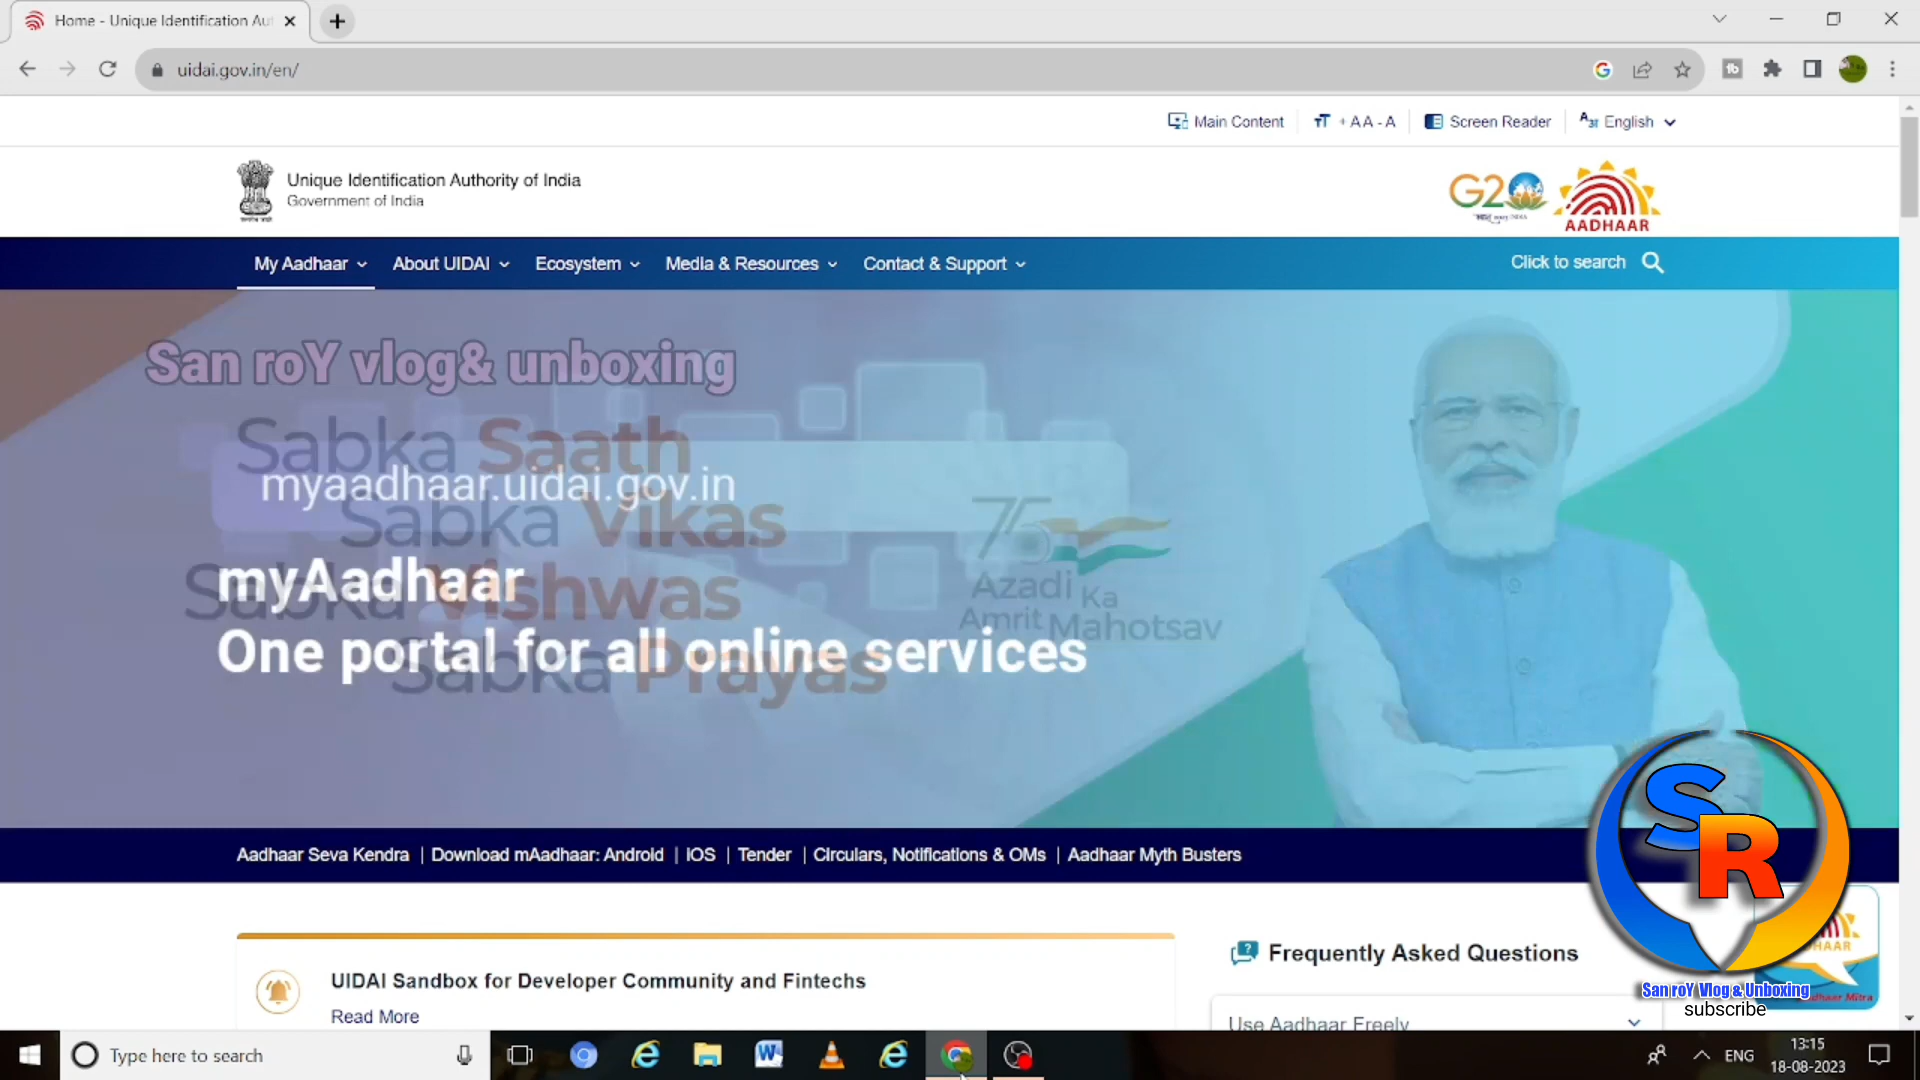 Home - Unique Identification Aut
uidai.gov.in/en/
Main Content
+ A A - A
Screen Reader
English
Unique Identification Authority of India
Government of India
G20
AADHAAR
My Aadhaar
About UIDAI
Ecosystem
Media & Resources
Contact & Support
Click to search
San roY vlog& unboxing
Sabka Saath
myaadhaar.uidai.gov.in
Sabka Vikas
75
myAadhaar
Sabka Vishwas
Azadi Ka
Amrit Mahotsav
One portal for all online services
Sabka Prayas
Aadhaar Seva Kendra | Download mAadhaar: Android | iOS | Tender | Circulars, Notifications & OMs | Aadhaar Myth Busters
SR
UIDAI Sandbox for Developer Community and Fintechs
Read More
Frequently Asked Questions
Use Aadhaar Freely
San roY Vlog & Unboxing
subscribe
Type here to search
ENG
13:15
18-08-2023